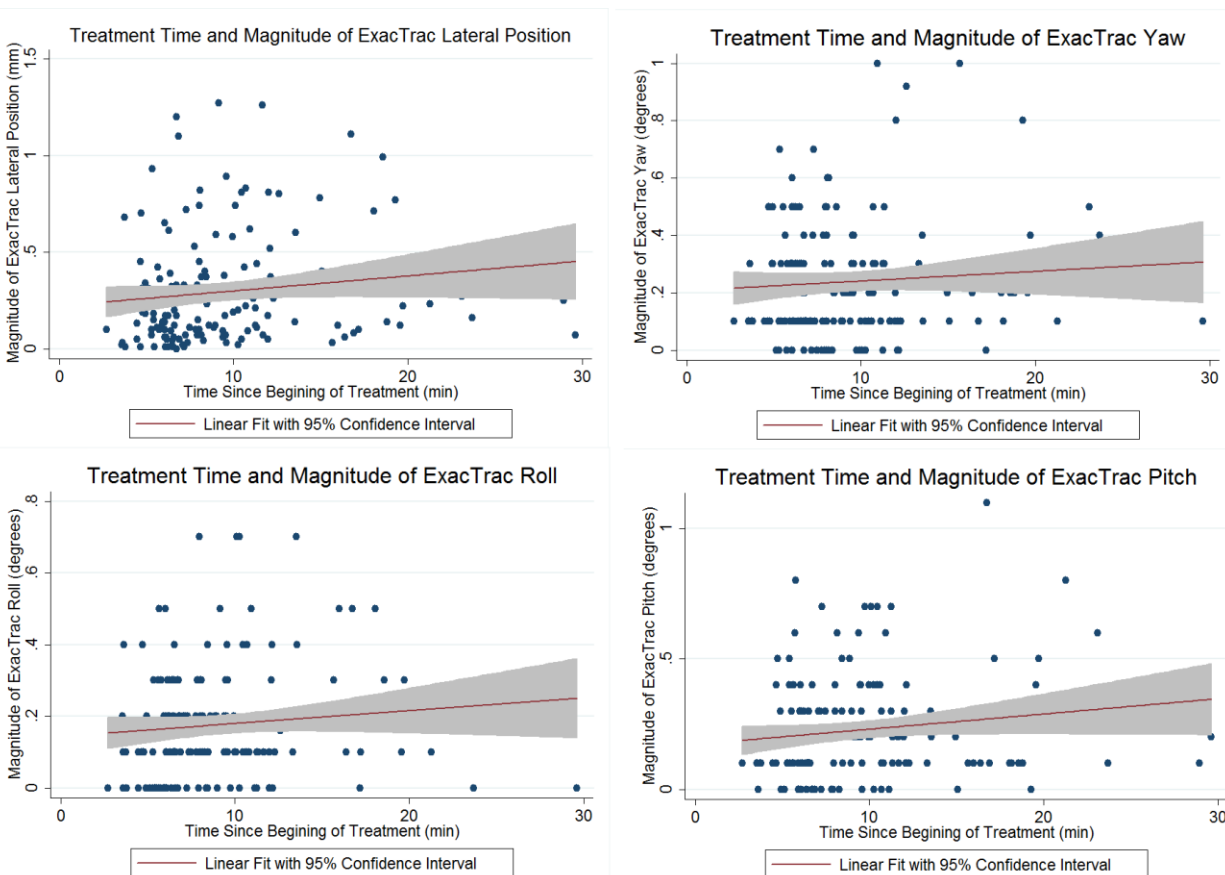 Treatment Time and Magnitude of ExacTrac Lateral Position
Magnitude of ExacTrac Lateral Position (mm)
1.5
1
.5
0
0
10
20
30
Time Since Begining of Treatment (min)
Linear Fit with 95% Confidence Interval
Treatment Time and Magnitude of ExacTrac Yaw
Magnitude of ExacTrac Yaw (degrees)
1
.8
.6
.4
.2
0
0
10
20
30
Time Since Begining of Treatment (min)
Linear Fit with 95% Confidence Interval
Treatment Time and Magnitude of ExacTrac Roll
Magnitude of ExacTrac Roll (degrees)
.8
.6
.4
.2
0
0
10
20
30
Time Since Begining of Treatment (min)
Linear Fit with 95% Confidence Interval
Treatment Time and Magnitude of ExacTrac Pitch
Magnitude of ExacTrac Pitch (degrees)
1
.5
0
0
10
20
30
Time Since Begining of Treatment (min)
Linear Fit with 95% Confidence Interval